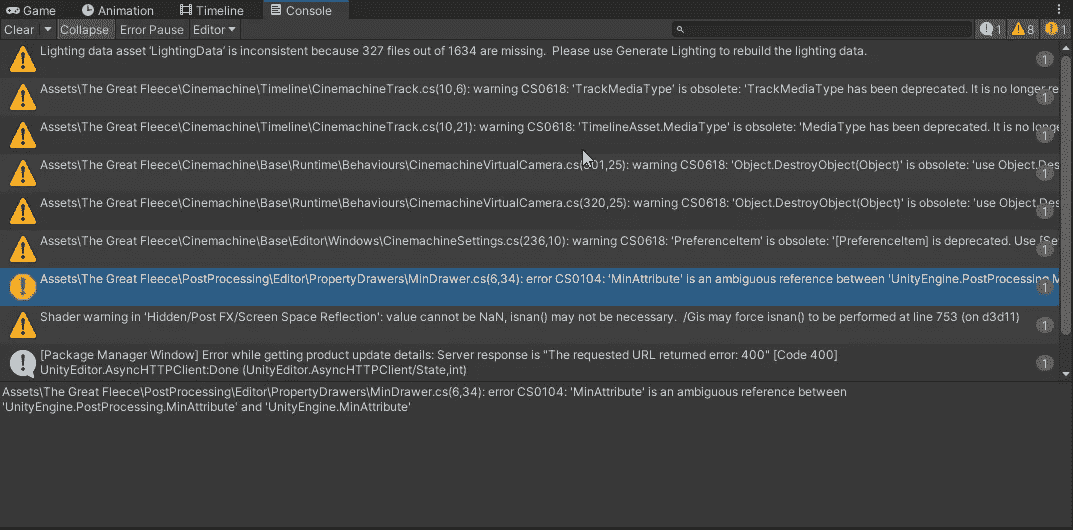 Game Animation Timeline Console
Clear Collapse Error Pause Editor 1 8 1
Lighting data asset ‘LightingData’ is inconsistent because 327 files out of 1634 are missing.  Please use Generate Lighting to rebuild the lighting data.
1
Assets\The Great Fleece\Cinemachine\Timeline\CinemachineTrack.cs(10,6): warning CS0618: 'TrackMediaType' is obsolete: 'TrackMediaType has been deprecated. It is no longer re
1
Assets\The Great Fleece\Cinemachine\Timeline\CinemachineTrack.cs(10,21): warning CS0618: 'TimelineAsset.MediaType' is obsolete: 'MediaType has been deprecated. It is no longe
1
Assets\The Great Fleece\Cinemachine\Base\Runtime\Behaviours\CinemachineVirtualCamera.cs(301,25): warning CS0618: 'Object.DestroyObject(Object)' is obsolete: 'use Object.Des
1
Assets\The Great Fleece\Cinemachine\Base\Runtime\Behaviours\CinemachineVirtualCamera.cs(320,25): warning CS0618: 'Object.DestroyObject(Object)' is obsolete: 'use Object.Des
1
Assets\The Great Fleece\Cinemachine\Base\Editor\Windows\CinemachineSettings.cs(236,10): warning CS0618: 'PreferenceItem' is obsolete: '[PreferenceItem] is deprecated. Use [Se
1
Assets\The Great Fleece\PostProcessing\Editor\PropertyDrawers\MinDrawer.cs(6,34): error CS0104: 'MinAttribute' is an ambiguous reference between 'UnityEngine.PostProcessing.M
1
Shader warning in 'Hidden/Post FX/Screen Space Reflection': value cannot be NaN, isnan() may not be necessary.  /Gis may force isnan() to be performed at line 753 (on d3d11)
1
[Package Manager Window] Error while getting product update details: Server response is "The requested URL returned error: 400" [Code 400]
UnityEditor.AsyncHTTPClient:Done (UnityEditor.AsyncHTTPClient/State,int)
1
Assets\The Great Fleece\PostProcessing\Editor\PropertyDrawers\MinDrawer.cs(6,34): error CS0104: 'MinAttribute' is an ambiguous reference between
'UnityEngine.PostProcessing.MinAttribute' and 'UnityEngine.MinAttribute'